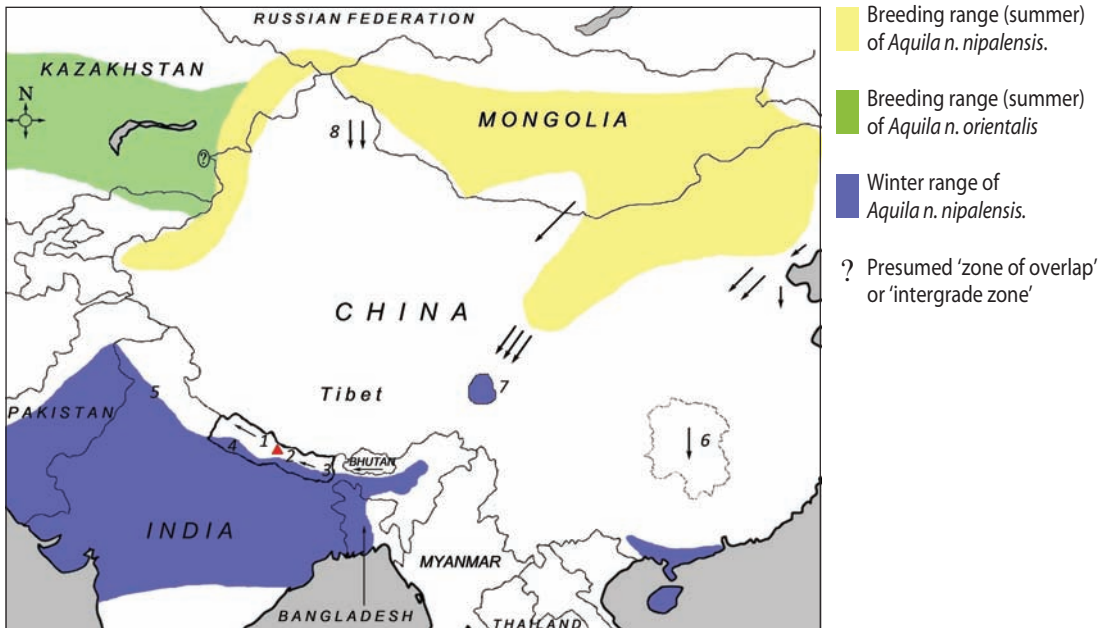 RUSSIAN FEDERATION
KAZAKHSTAN
N
MONGOLIA
8
?
CHINA
Tibet
7
5
PAKISTAN
4
1
2
3
BHUTAN
6
INDIA
MYANMAR
BANGLADESH
THAILAND
Breeding range (summer)
of Aquila n. nipalensis.
Breeding range (summer)
of Aquila n. orientalis
Winter range of
Aquila n. nipalensis.
? Presumed ‘zone of overlap’
or ‘intergrade zone’